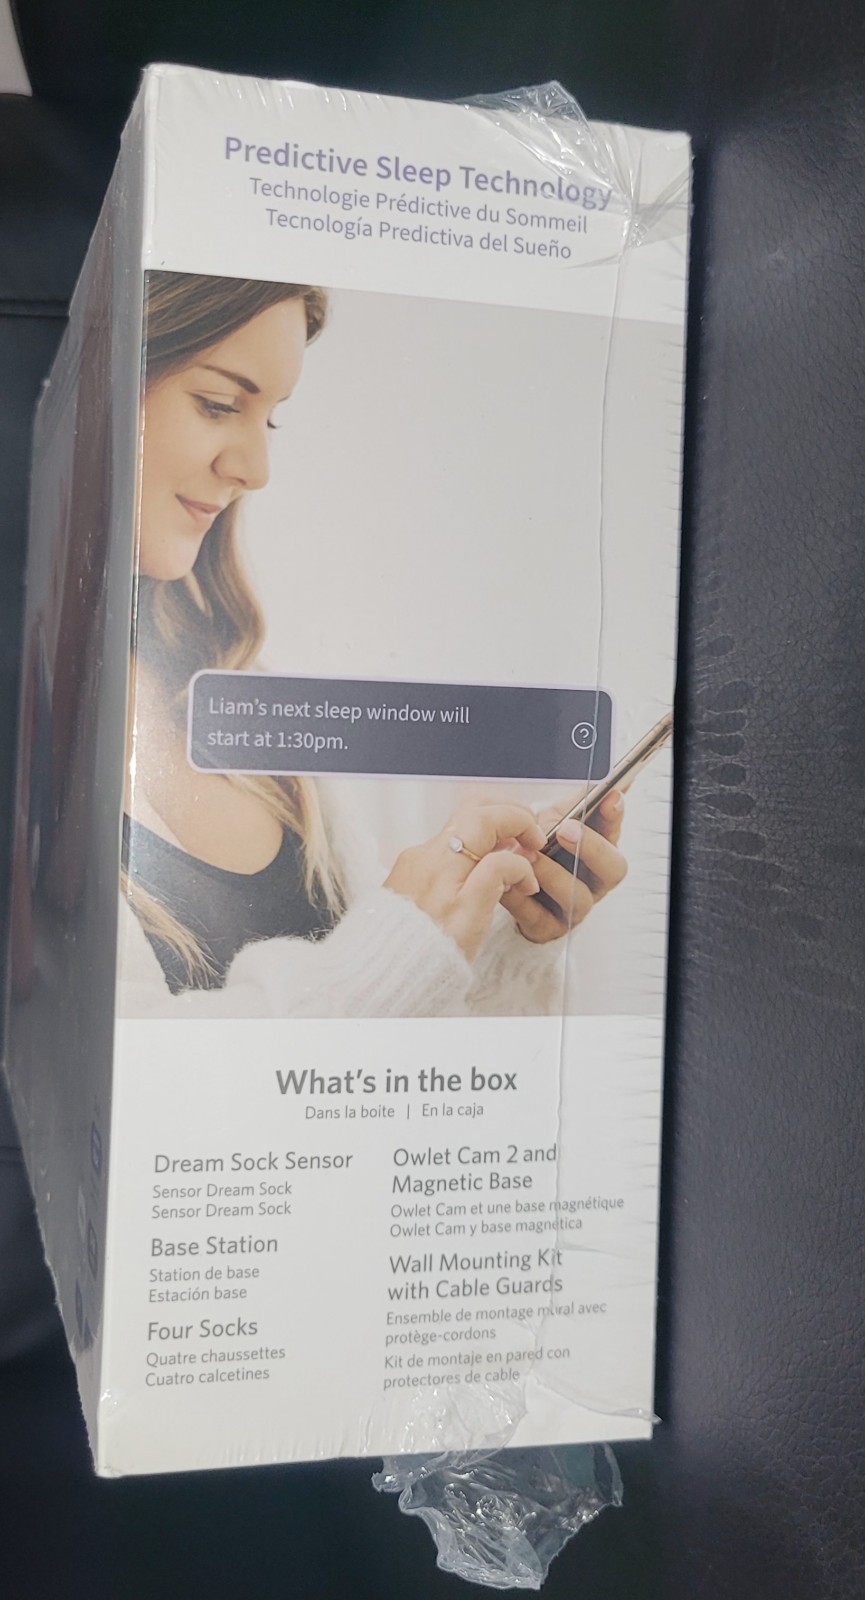 Predictive Sleep Technology
Technologie Prédictive du Sommeil
Tecnología Predictiva del Sueño
Liam's next sleep window will
start at 1:30pm.
?
What's in the box
Dans la boite | En la caja
Dream Sock Sensor
Sensor Dream Sock
Sensor Dream Sock
Base Station
Station de base
Estación base
Four Socks
Quatre chaussettes
Cuatro calcetines
Owlet Cam 2 and
Magnetic Base
Owlet Cam et une base magnétique
Owlet Cam y base magnética
Wall Mounting Kit
with Cable Guards
Ensemble de montage mural avec
protège-cordons
Kit de montaje en pared con
protectores de cable